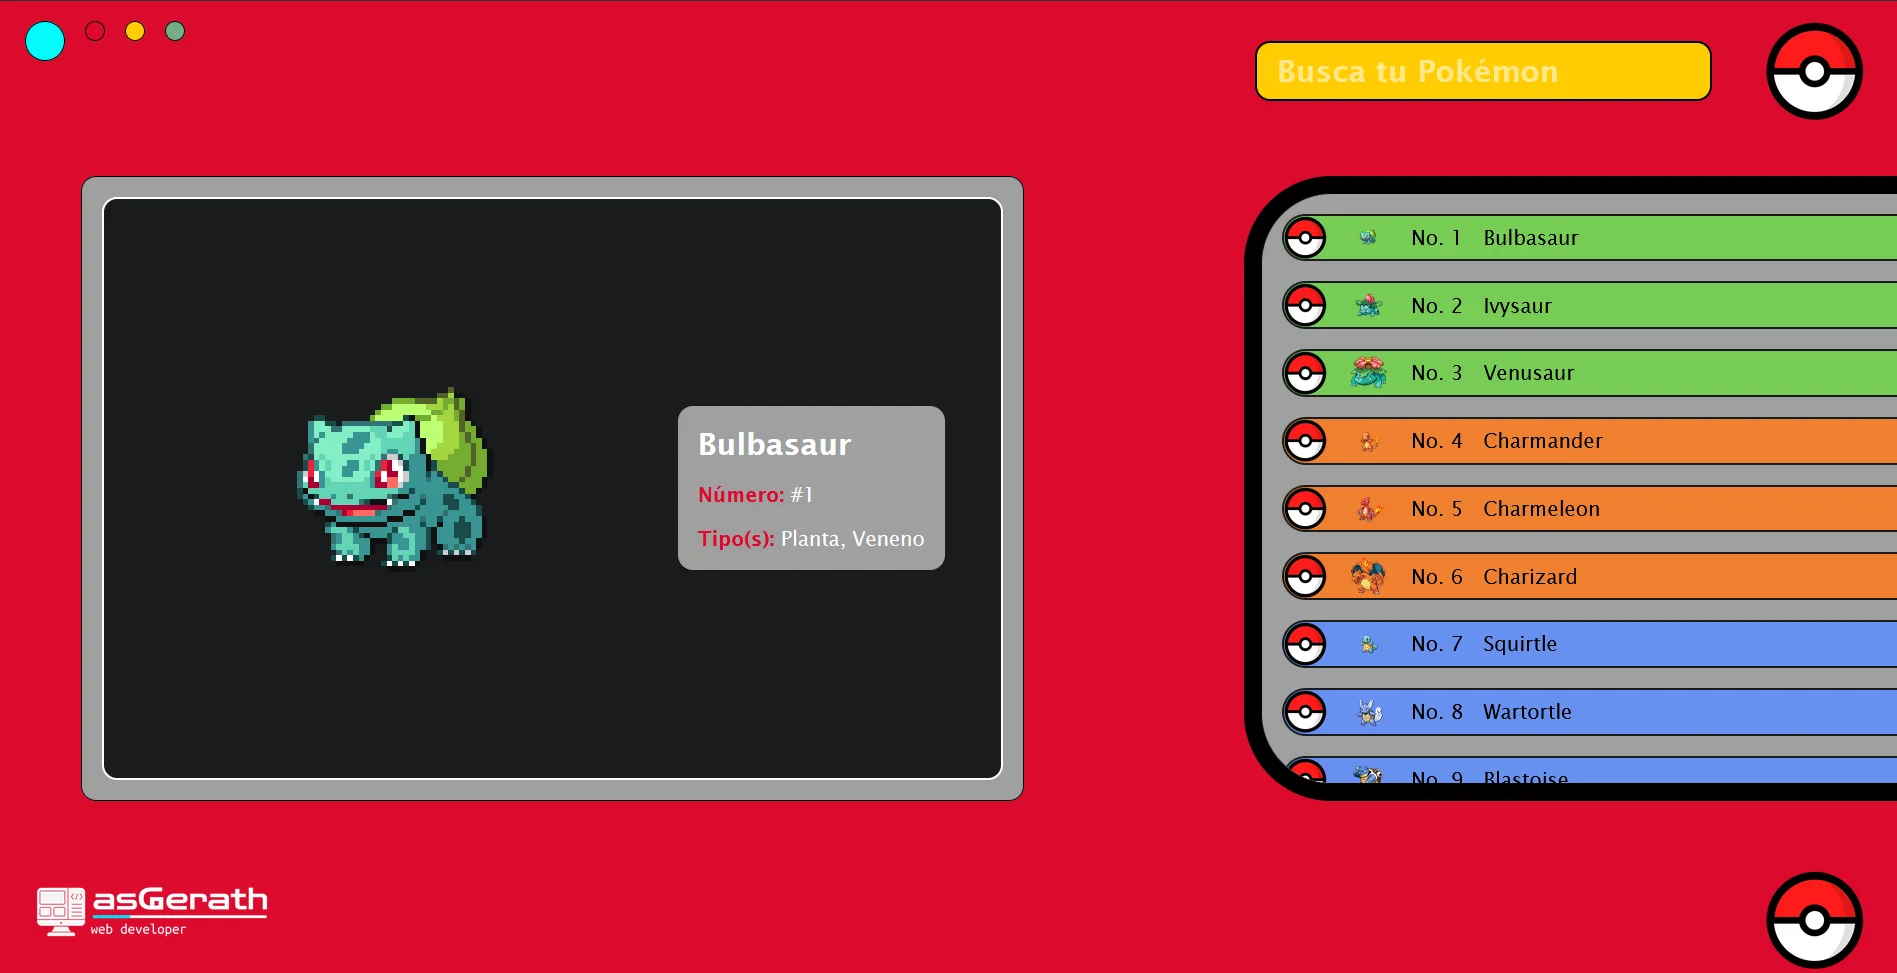 Busca tu Pokémon
Bulbasaur
Número: #1
Tipo(s): Planta, Veneno
No. 1 Bulbasaur
No. 2 Ivysaur
No. 3 Venusaur
No. 4 Charmander
No. 5 Charmeleon
No. 6 Charizard
No. 7 Squirtle
No. 8 Wartortle
No. 9 Blastoise
asGerath
web developer